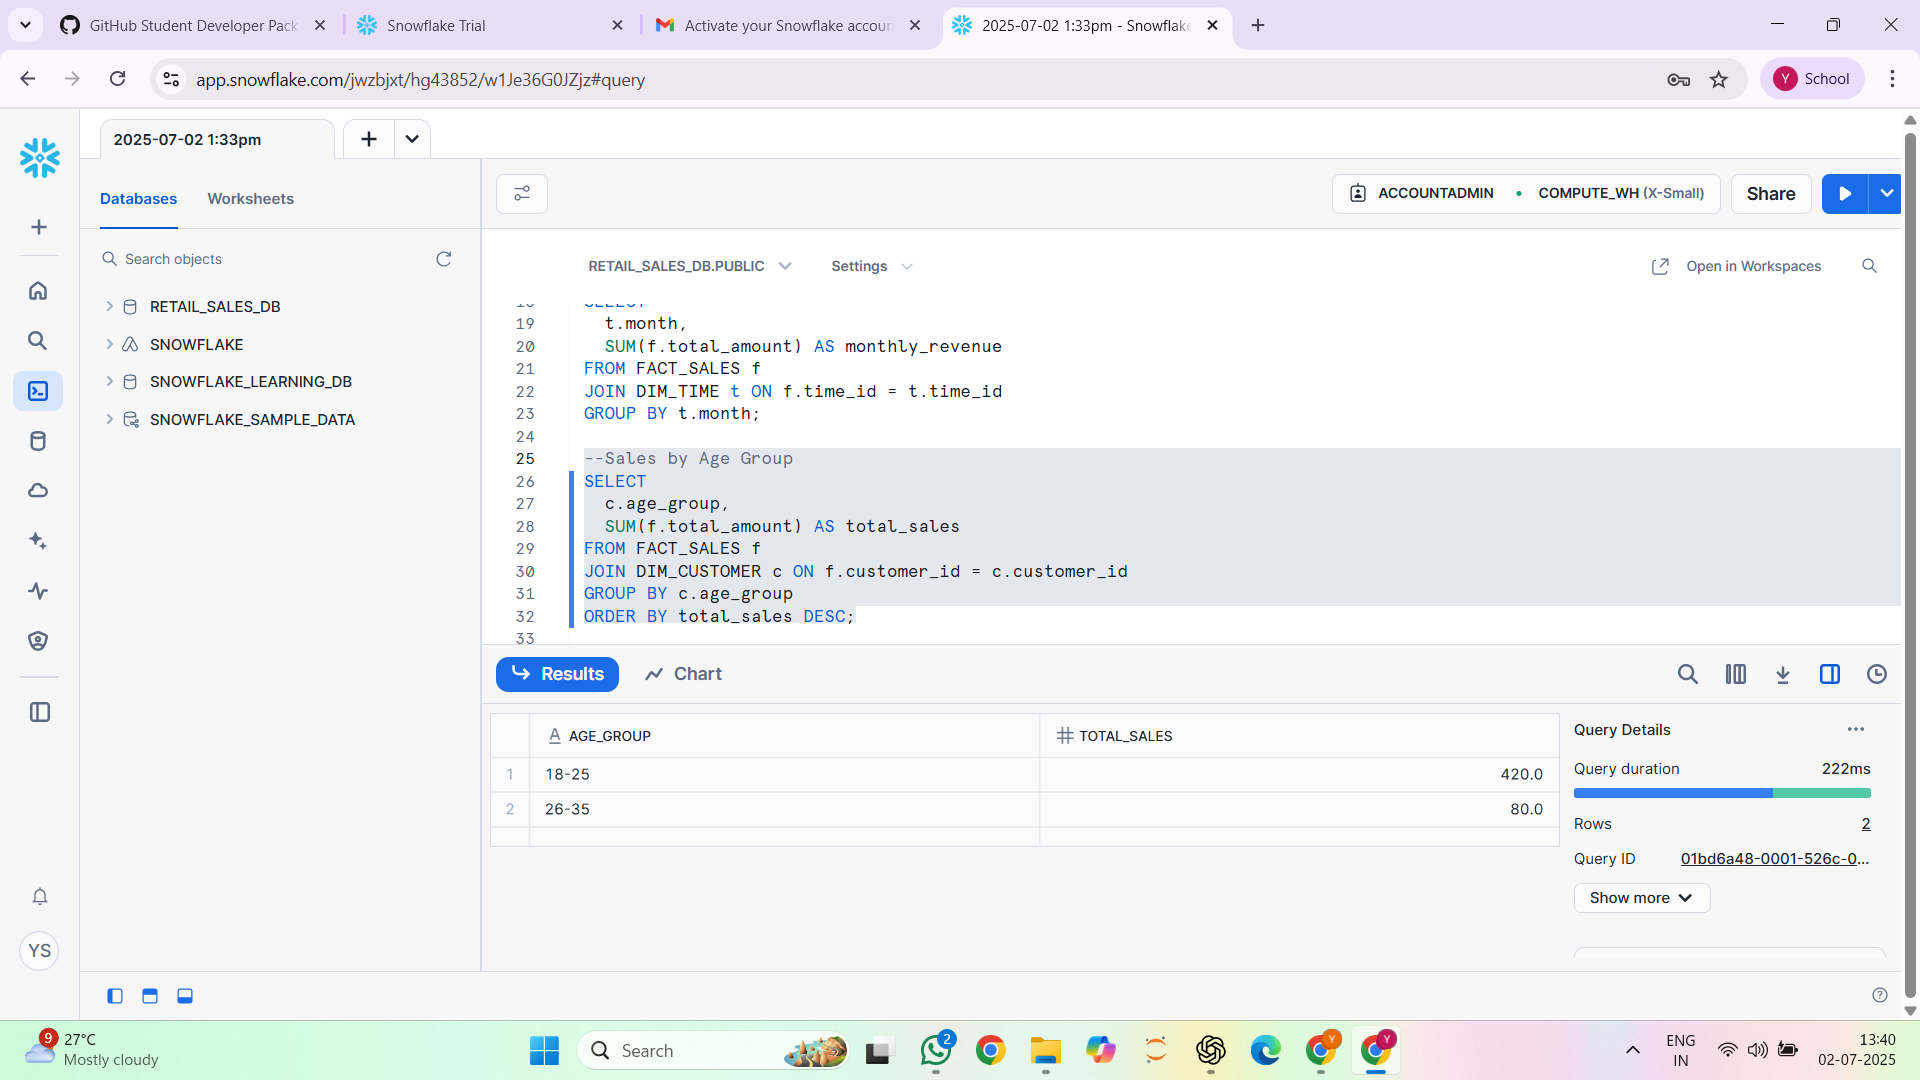 GitHub Student Developer Pack
Snowflake Trial
Activate your Snowflake accoun
2025-07-02 1:33pm - Snowflake
app.snowflake.com/jwzbjxt/hg43852/w1Je36G0JZjz#query
Y
School
2025-07-02 1:33pm
Databases
Worksheets
ACCOUNTADMIN
COMPUTE_WH (X-Small)
Share
Search objects
RETAIL_SALES_DB.PUBLIC
Settings
Open in Workspaces
RETAIL_SALES_DB
SNOWFLAKE
SNOWFLAKE_LEARNING_DB
SNOWFLAKE_SAMPLE_DATA
18 SELECT
19 t.month,
20 SUM(f.total_amount) AS monthly_revenue
21 FROM FACT_SALES f
22 JOIN DIM_TIME t ON f.time_id = t.time_id
23 GROUP BY t.month;
24
25 --Sales by Age Group
26 SELECT
27 c.age_group,
28 SUM(f.total_amount) AS total_sales
29 FROM FACT_SALES f
30 JOIN DIM_CUSTOMER c ON f.customer_id = c.customer_id
31 GROUP BY c.age_group
32 ORDER BY total_sales DESC;
33
Results
Chart
AGE_GROUP
TOTAL_SALES
1 18-25 420.0
2 26-35 80.0
Query Details
Query duration 222ms
Rows 2
Query ID 01bd6a48-0001-526c-0...
Show more
YS
9
27°C
Mostly cloudy
Search
2
Y
Y
ENG
IN
13:40
02-07-2025